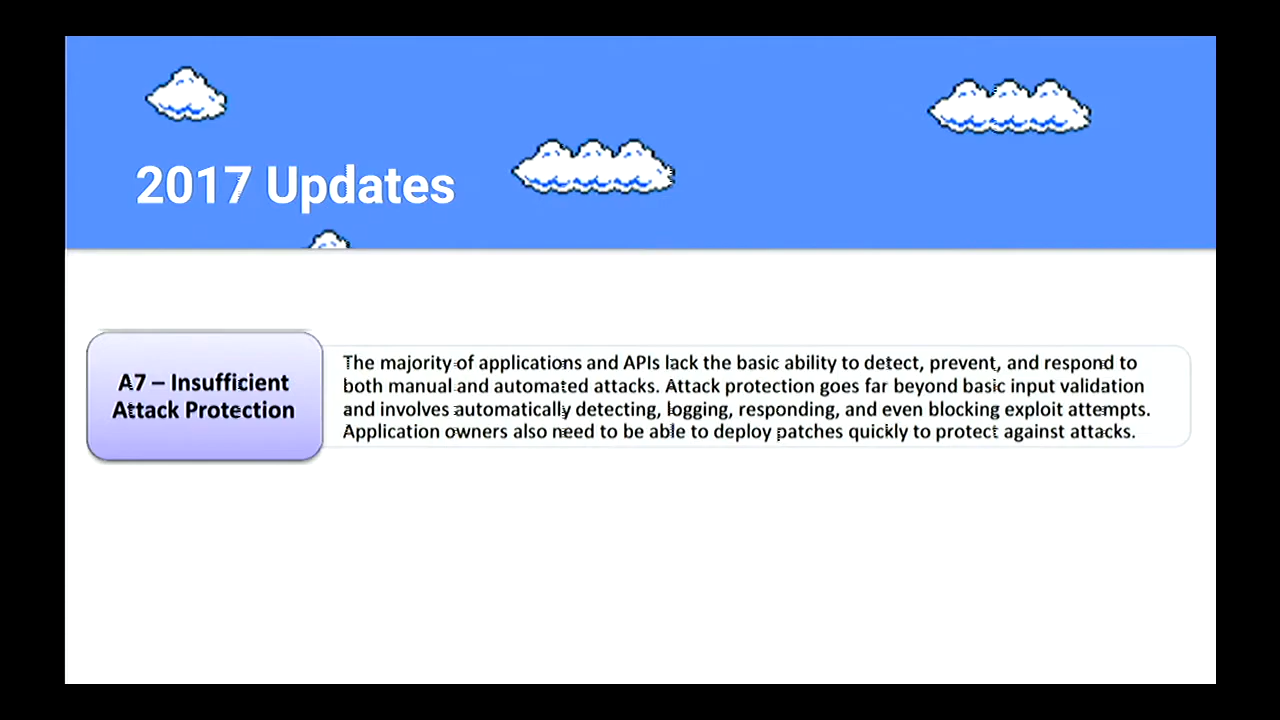 2017 Updates
A7 – Insufficient
Attack Protection
The majority of applications and APIs lack the basic ability to detect, prevent, and respond to
both manual and automated attacks. Attack protection goes far beyond basic input validation
and involves automatically detecting, logging, responding, and even blocking exploit attempts.
Application owners also need to be able to deploy patches quickly to protect against attacks.